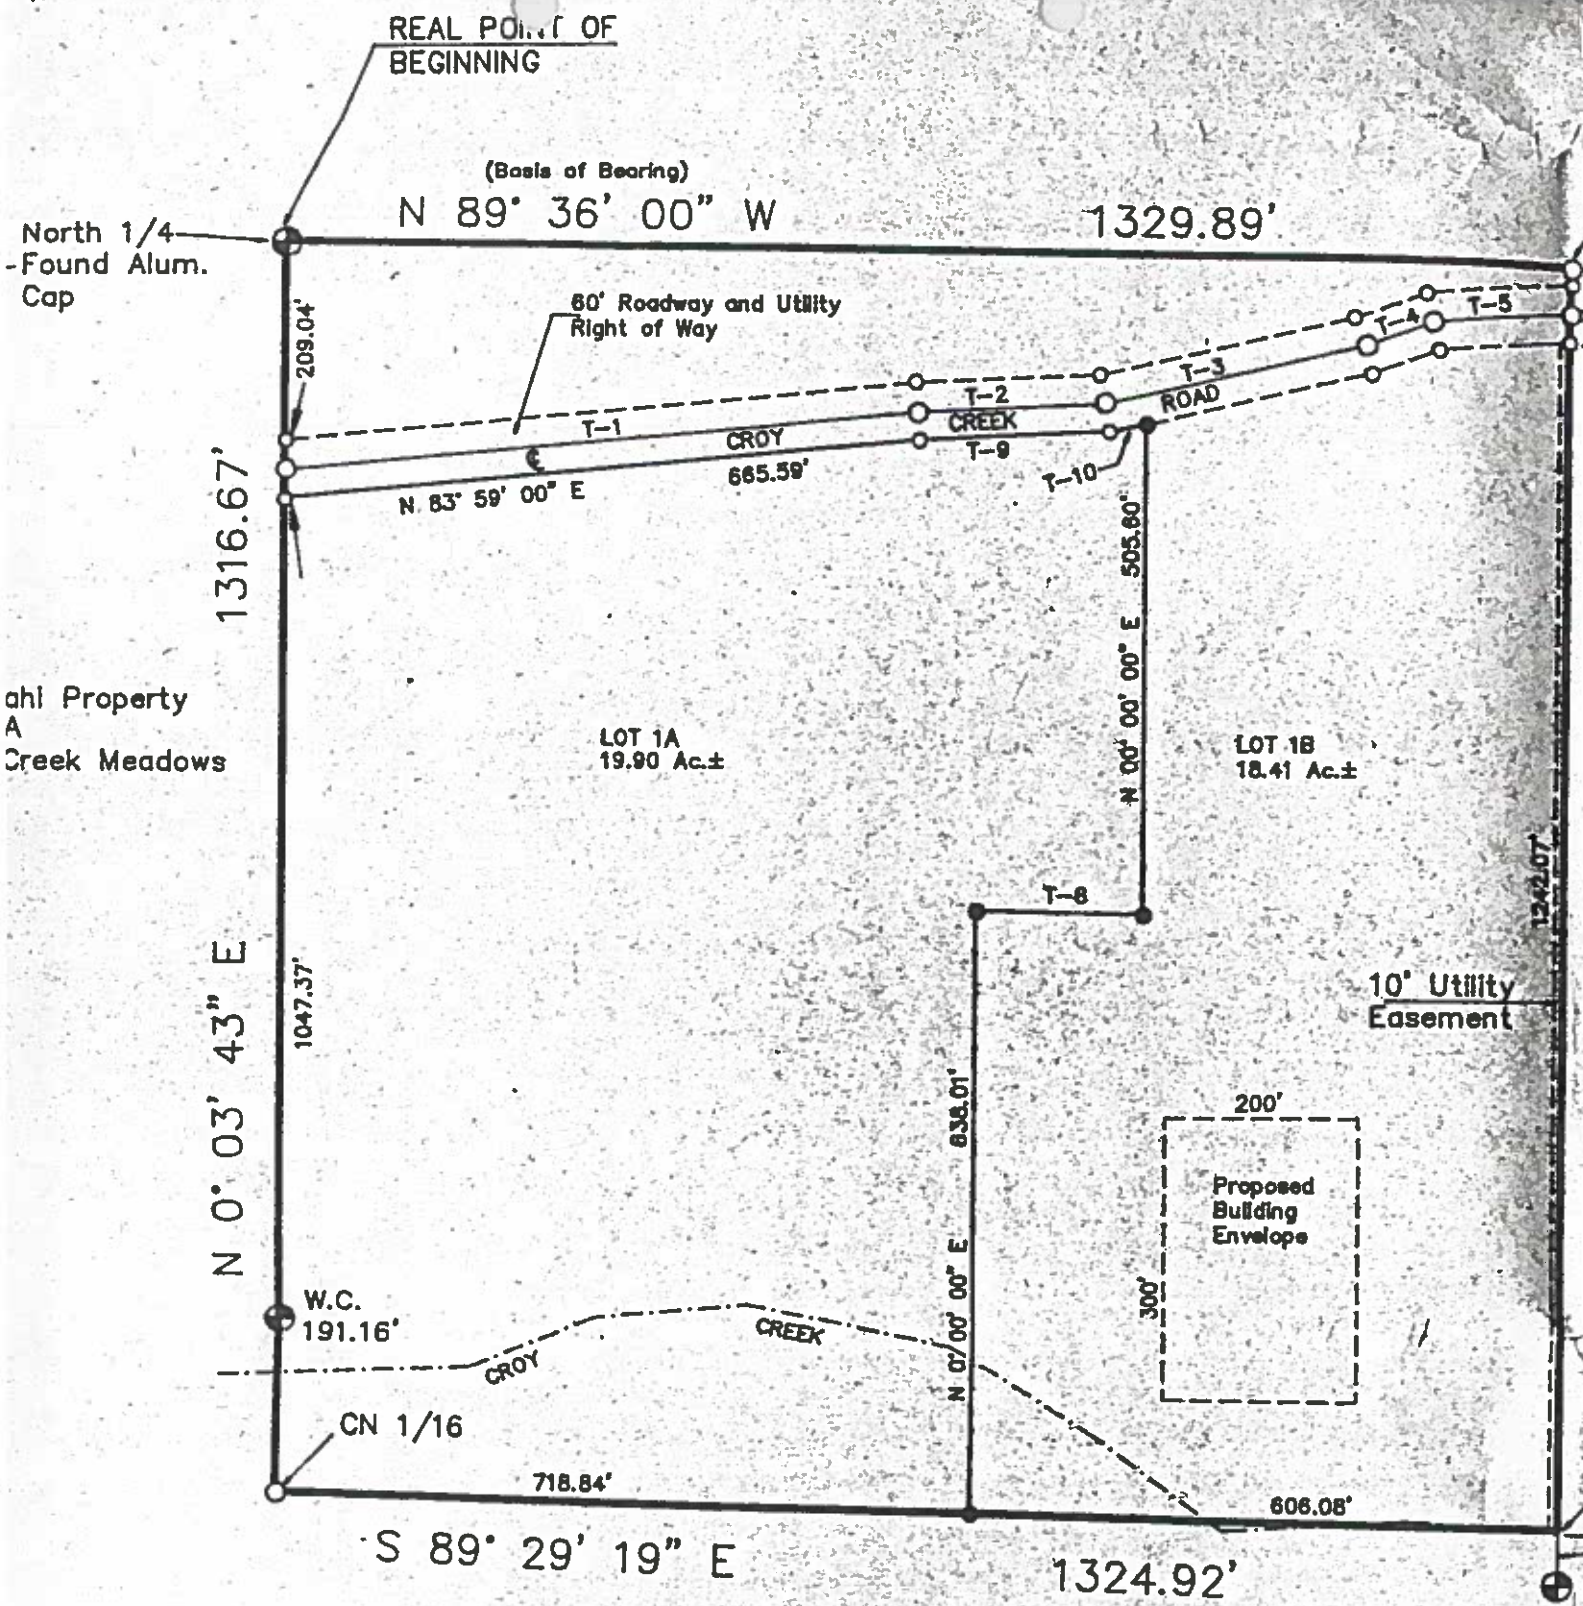 REAL POINT OF
BEGINNING
(Basis of Bearing)
N 89° 36' 00" W
1329.89'
North 1/4
-Found Alum.
Cap
209.04'
60' Roadway and Utility
Right of Way
T-1
T-2
T-3
T-4
T-5
CROY
CREEK
ROAD
℄
T-9
T-10
N 83° 59' 00" E
665.59'
1316.67'
N 0° 03' 43" E
N 00° 00' 00" E
505.60'
ahl Property
A
Creek Meadows
LOT 1A
19.90 Ac.±
LOT 1B
18.41 Ac.±
T-8
1242.07'
1047.37'
10' Utility
Easement
638.01'
N 0° 00' 00" E
200'
Proposed
Building
Envelope
300'
W.C.
191.16'
CROY
CREEK
CN 1/16
718.84'
606.08'
S 89° 29' 19" E
1324.92'